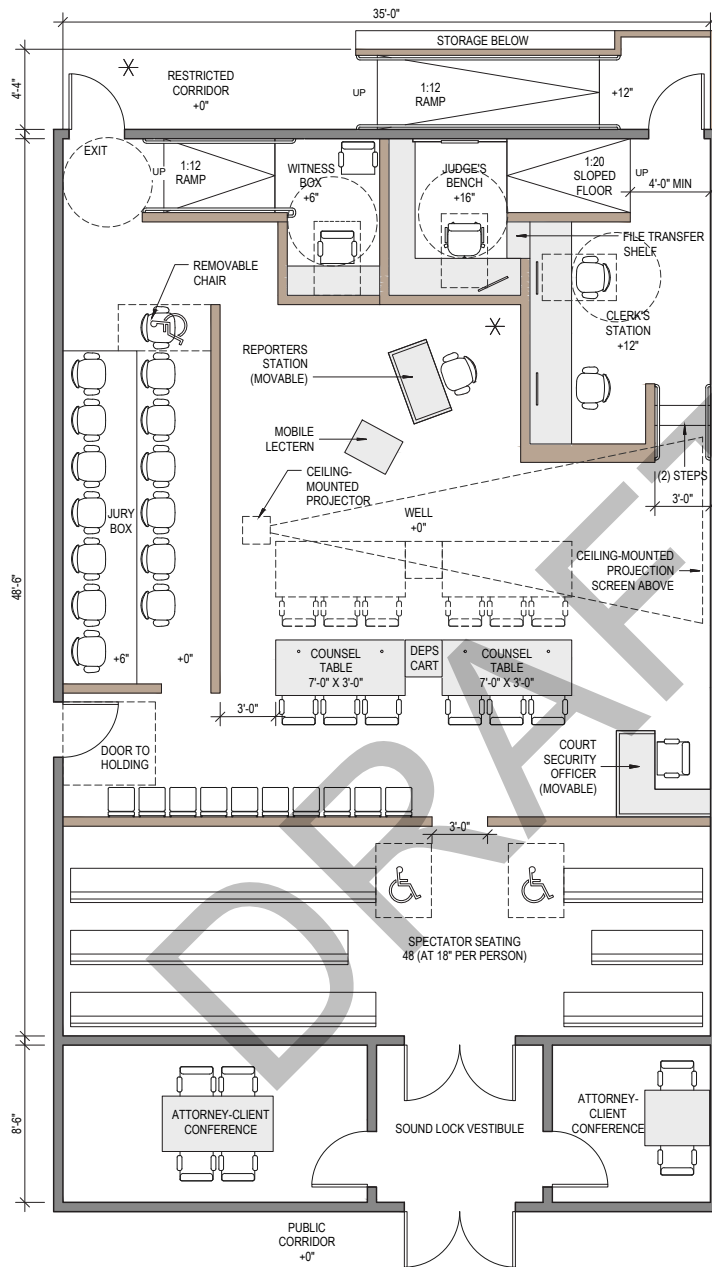 35'-0"
STORAGE BELOW
4'-4"
RESTRICTED
CORRIDOR
+0"
UP
1:12
RAMP
+12"
EXIT
UP
1:12
RAMP
WITNESS
BOX
+6"
JUDGE'S
BENCH
+16"
1:20
SLOPED
FLOOR
UP
4'-0" MIN
FILE TRANSFER
SHELF
REMOVABLE
CHAIR
CLERK'S
STATION
+12"
REPORTERS
STATION
(MOVABLE)
MOBILE
LECTERN
CEILING-
MOUNTED
PROJECTOR
(2) STEPS
3'-0"
JURY
BOX
WELL
+0"
CEILING-MOUNTED
PROJECTION
SCREEN ABOVE
48'-6"
+6"
+0"
COUNSEL
TABLE
7'-0" X 3'-0"
DEPS
CART
COUNSEL
TABLE
7'-0" X 3'-0"
3'-0"
DOOR TO
HOLDING
COURT
SECURITY
OFFICER
(MOVABLE)
3'-0"
SPECTATOR SEATING
48 (AT 18" PER PERSON)
8'-6"
ATTORNEY-CLIENT
CONFERENCE
SOUND LOCK VESTIBULE
ATTORNEY-
CLIENT
CONFERENCE
PUBLIC
CORRIDOR
+0"
DRAFT